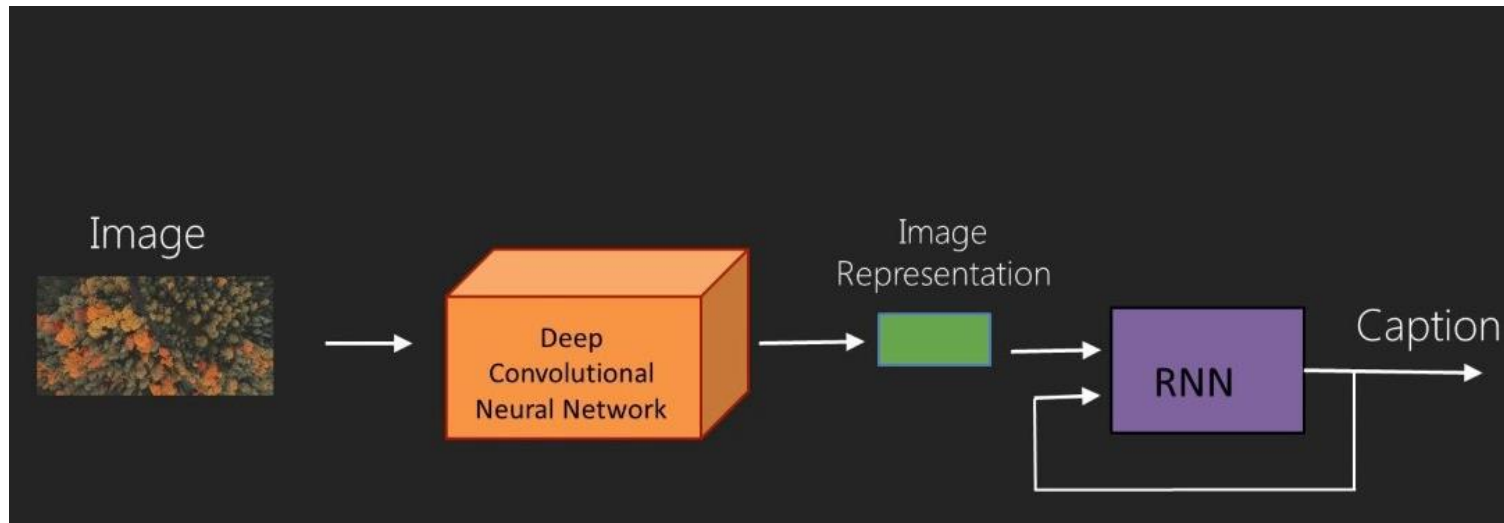 Image
Deep
Convolutional
Neural Network
Image
Representation
RNN
Caption